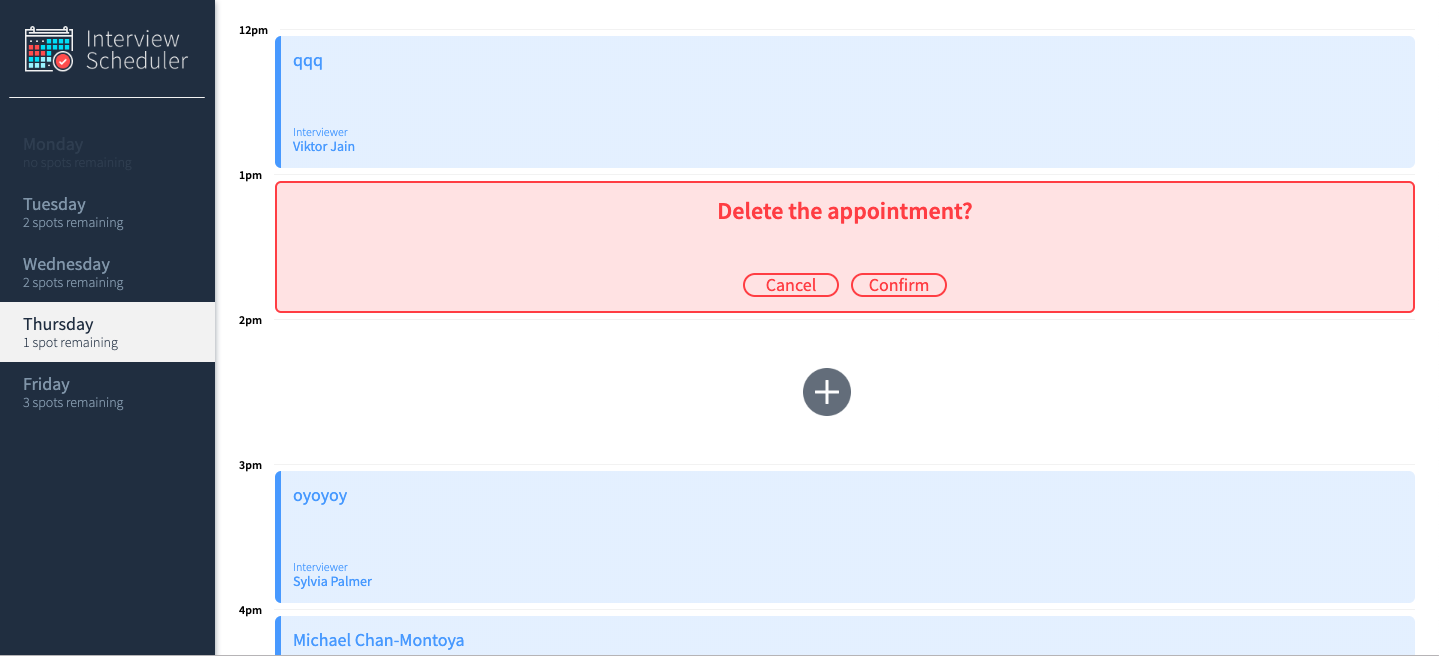 Interview
Scheduler
Monday
no spots remaining
Tuesday
2 spots remaining
Wednesday
2 spots remaining
Thursday
1 spot remaining
Friday
3 spots remaining
12pm
qqq
Interviewer
Viktor Jain
1pm
Delete the appointment?
Cancel Confirm
2pm
3pm
oyoyoy
Interviewer
Sylvia Palmer
4pm
Michael Chan-Montoya